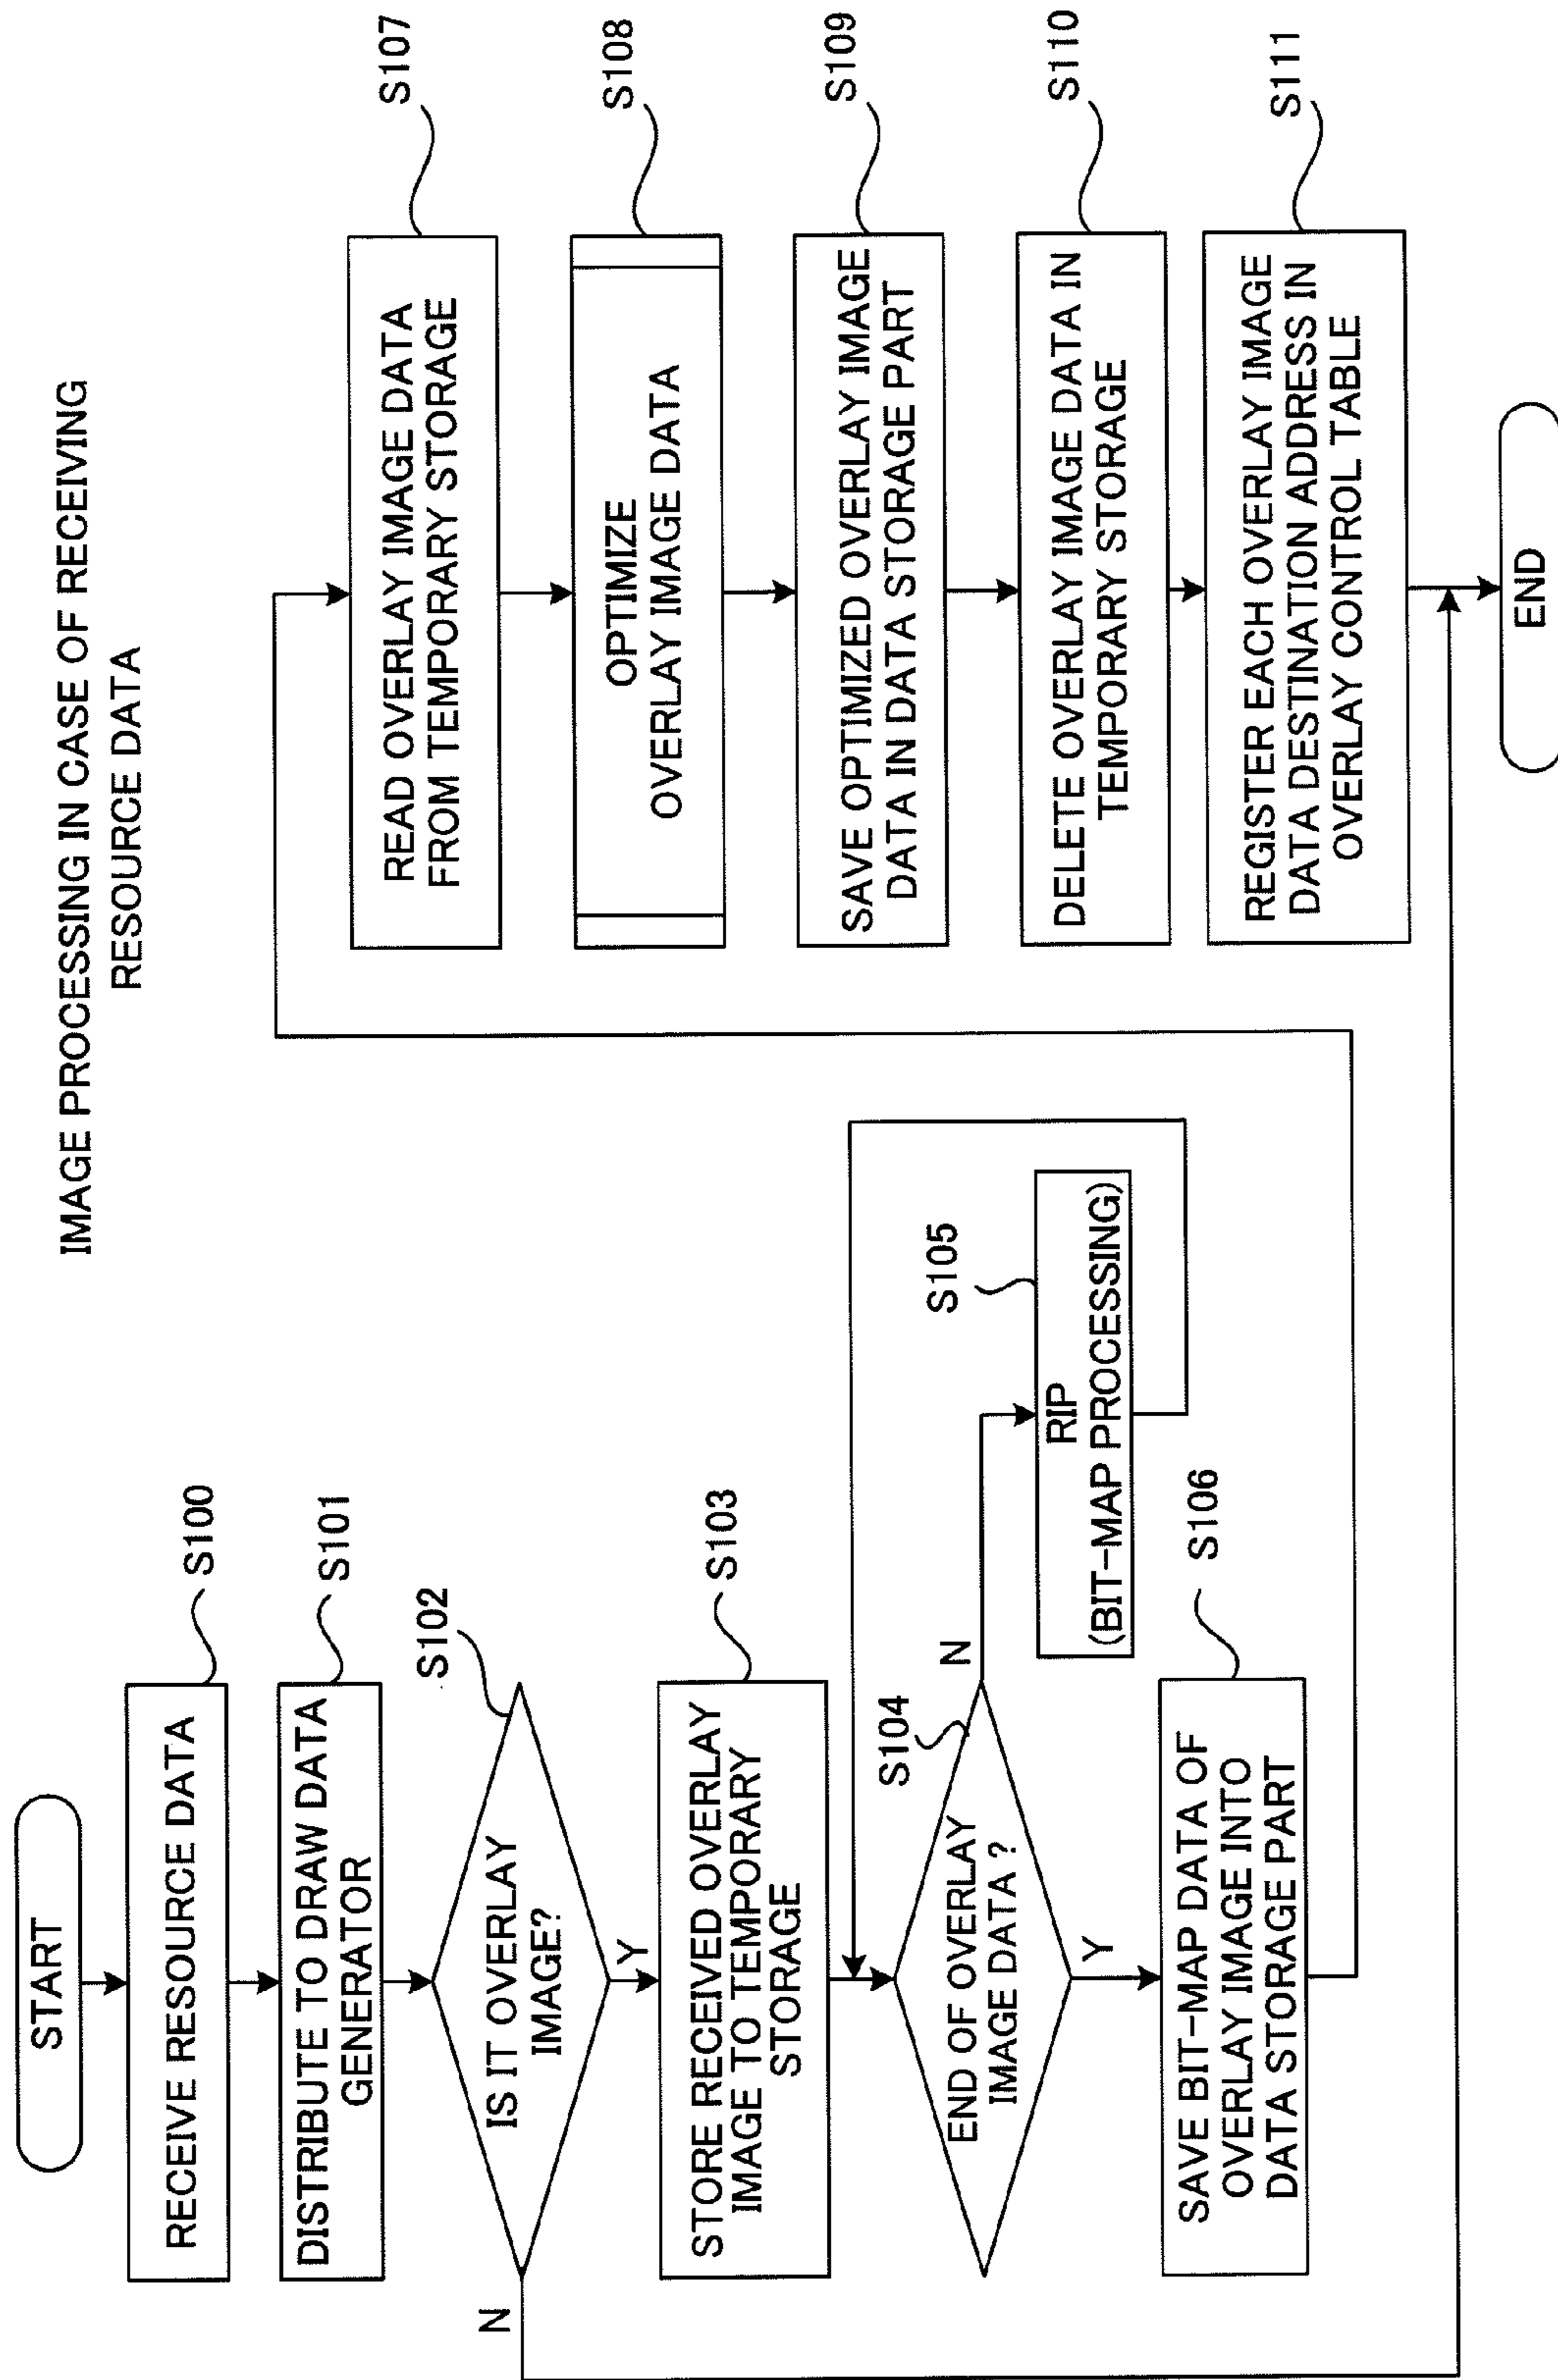 IMAGE PROCESSING IN CASE OF RECEIVING
RESOURCE DATA
START
RECEIVE RESOURCE DATA
S100
DISTRIBUTE TO DRAW DATA
GENERATOR
S101
IS IT OVERLAY
IMAGE?
S102
N
Y
STORE RECEIVED OVERLAY
IMAGE TO TEMPORARY
STORAGE
S103
END OF OVERLAY
IMAGE DATA ?
S104
N
Y
RIP
(BIT-MAP PROCESSING)
S105
SAVE BIT-MAP DATA OF
OVERLAY IMAGE INTO
DATA STORAGE PART
S106
READ OVERLAY IMAGE DATA
FROM TEMPORARY STORAGE
S107
OPTIMIZE
OVERLAY IMAGE DATA
S108
SAVE OPTIMIZED OVERLAY IMAGE
DATA IN DATA STORAGE PART
S109
DELETE OVERLAY IMAGE DATA IN
TEMPORARY STORAGE
S110
REGISTER EACH OVERLAY IMAGE
DATA DESTINATION ADDRESS IN
OVERLAY CONTROL TABLE
S111
END